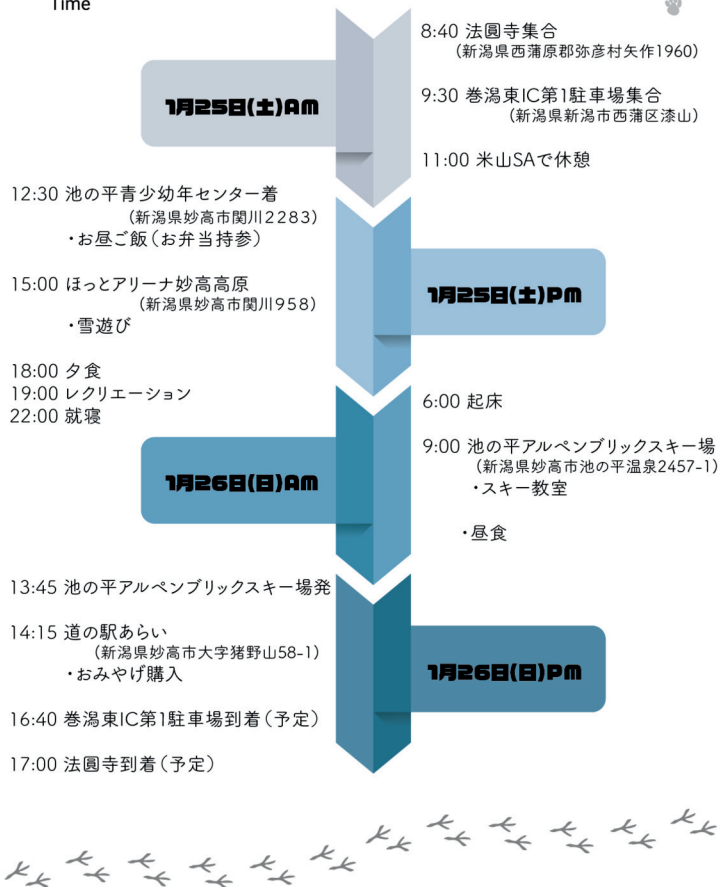 Time
1月25日(土)AM
8:40 法圓寺集合
(新潟県西蒲原郡弥彦村矢作1960)
9:30 巻潟東IC第1駐車場集合
(新潟県新潟市西蒲区漆山)
11:00 米山SAで休憩
1月25日(土)PM
12:30 池の平青少幼年センター着
(新潟県妙高市関川2283)
・お昼ご飯(お弁当持参)
15:00 ほっとアリーナ妙高高原
(新潟県妙高市関川958)
・雪遊び
18:00 夕食
19:00 レクリエーション
22:00 就寝
1月26日(日)AM
6:00 起床
9:00 池の平アルペンブリックスキー場
(新潟県妙高市池の平温泉2457-1)
・スキー教室
・昼食
1月26日(日)PM
13:45 池の平アルペンブリックスキー場発
14:15 道の駅あらい
(新潟県妙高市大字猪野山58-1)
・おみやげ購入
16:40 巻潟東IC第1駐車場到着(予定)
17:00 法圓寺到着(予定)